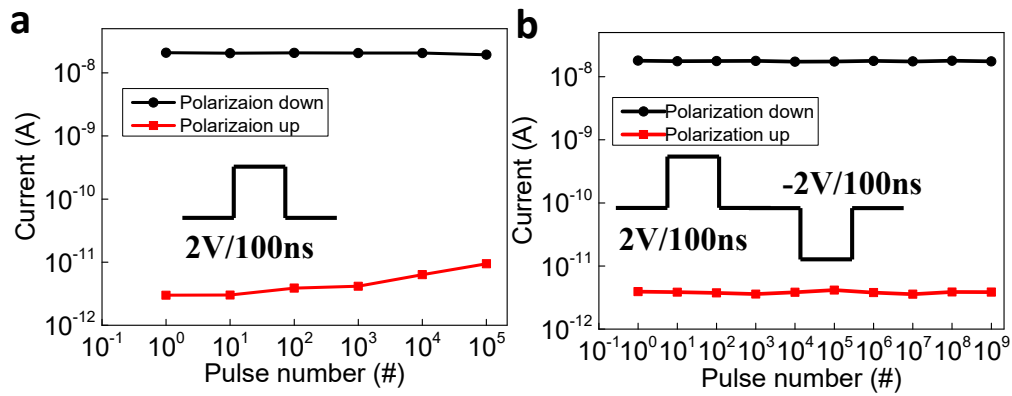 a
Current (A)
10⁻⁸
10⁻⁹
10⁻¹⁰
10⁻¹¹
10⁻¹²
Polarizaion down
Polarizaion up
2V/100ns
10⁻¹ 10⁰ 10¹ 10² 10³ 10⁴ 10⁵
Pulse number (#)
b
Current (A)
10⁻⁸
10⁻⁹
10⁻¹⁰
10⁻¹¹
10⁻¹²
Polarization down
Polarization up
-2V/100ns
2V/100ns
10⁻¹ 10⁰ 10¹ 10² 10³ 10⁴ 10⁵ 10⁶ 10⁷ 10⁸ 10⁹
Pulse number (#)